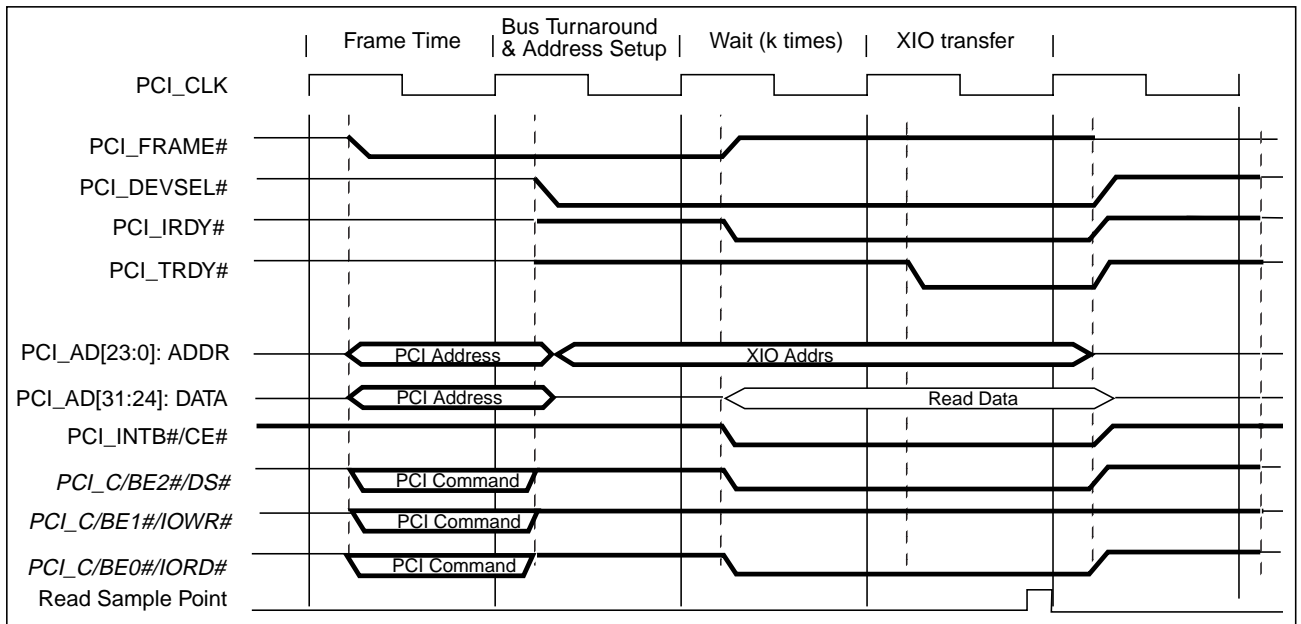 Frame Time
Bus Turnaround
& Address Setup
Wait (k times)
XIO transfer
PCI_CLK
PCI_FRAME#
PCI_DEVSEL#
PCI_IRDY#
PCI_TRDY#
PCI_AD[23:0]: ADDR
PCI Address
XIO Addrs
PCI_AD[31:24]: DATA
PCI Address
Read Data
PCI_INTB#/CE#
PCI_C/BE2#/DS#
PCI Command
PCI_C/BE1#/IOWR#
PCI Command
PCI_C/BE0#/IORD#
PCI Command
Read Sample Point